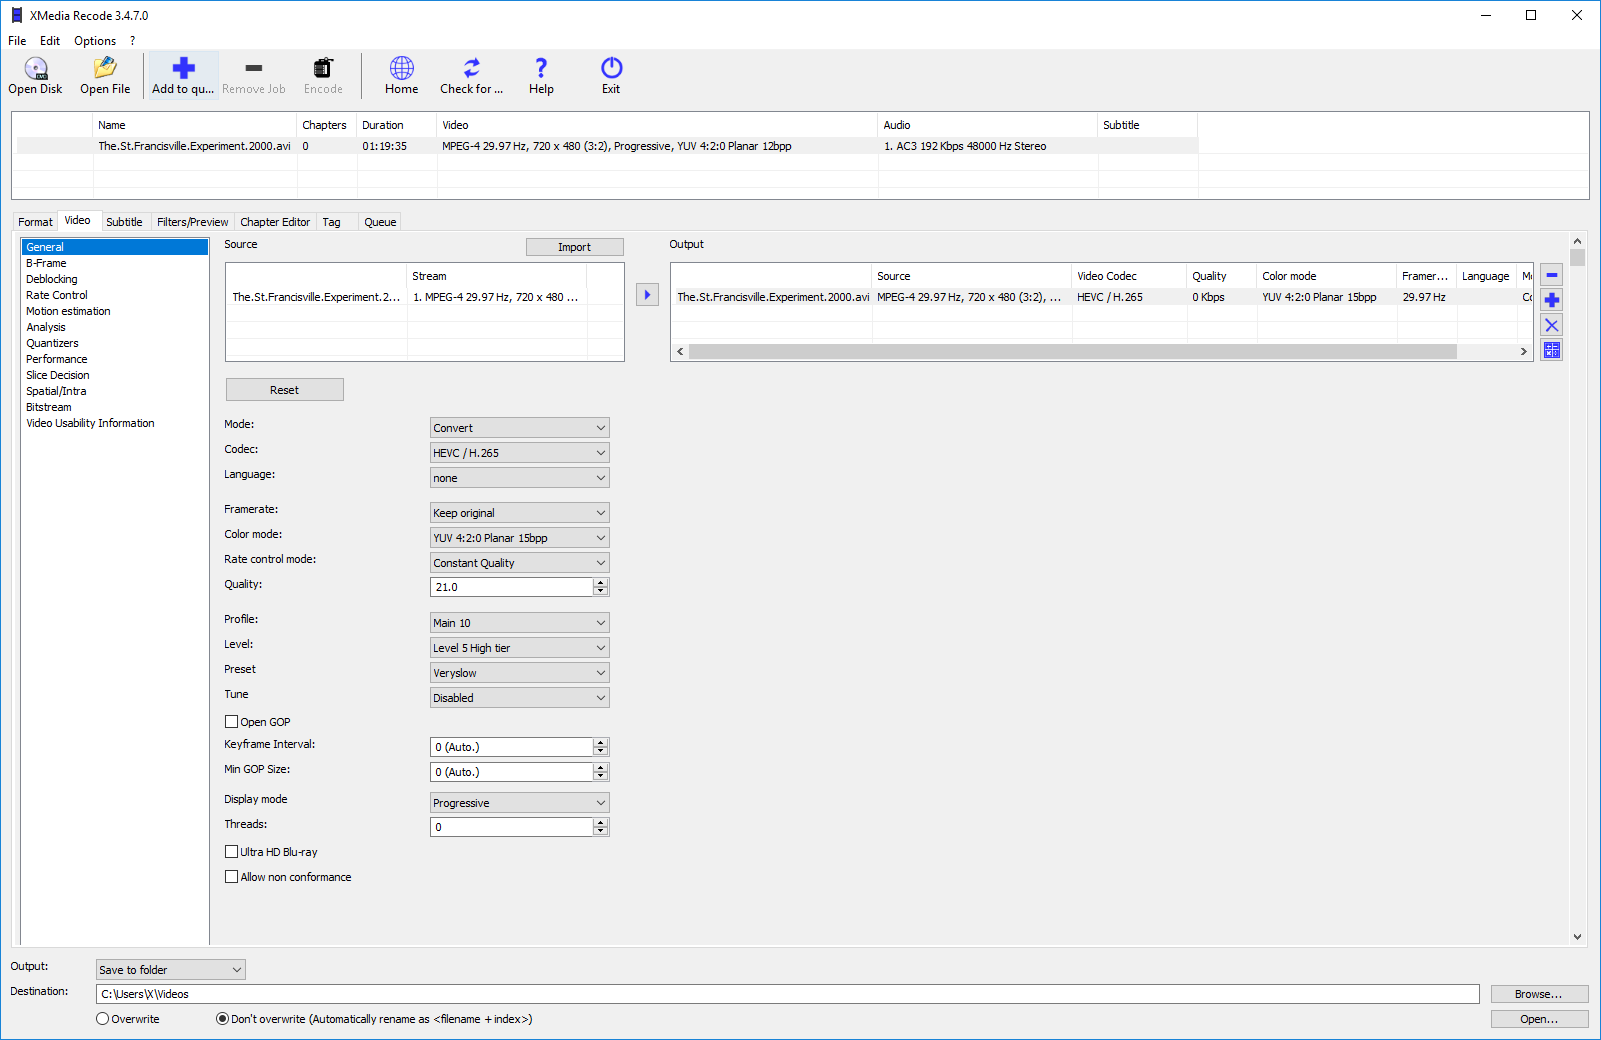 XMedia Recode 3.4.7.0
File Edit Options ?
Open Disk Open File Add to qu... Remove Job Encode Home Check for ... Help Exit
Name Chapters Duration Video Audio Subtitle
The.St.Francisville.Experiment.2000.avi 0 01:19:35 MPEG-4 29.97 Hz, 720 x 480 (3:2), Progressive, YUV 4:2:0 Planar 12bpp 1. AC3 192 Kbps 48000 Hz Stereo
Format Video Subtitle Filters/Preview Chapter Editor Tag Queue
General
B-Frame
Deblocking
Rate Control
Motion estimation
Analysis
Quantizers
Performance
Slice Decision
Spatial/Intra
Bitstream
Video Usability Information
Source Import
Stream
The.St.Francisville.Experiment.2... 1. MPEG-4 29.97 Hz, 720 x 480 ...
Output
Source Video Codec Quality Color mode Framer... Language Mo
The.St.Francisville.Experiment.2000.avi MPEG-4 29.97 Hz, 720 x 480 (3:2), ... HEVC / H.265 0 Kbps YUV 4:2:0 Planar 15bpp 29.97 Hz Co
Reset
Mode: Convert
Codec: HEVC / H.265
Language: none
Framerate: Keep original
Color mode: YUV 4:2:0 Planar 15bpp
Rate control mode: Constant Quality
Quality: 21.0
Profile: Main 10
Level: Level 5 High tier
Preset Veryslow
Tune Disabled
Open GOP
Keyframe Interval: 0 (Auto.)
Min GOP Size: 0 (Auto.)
Display mode Progressive
Threads: 0
Ultra HD Blu-ray
Allow non conformance
Output: Save to folder
Destination: C:\Users\X\Videos Browse...
Overwrite Don't overwrite (Automatically rename as <filename + index>) Open...